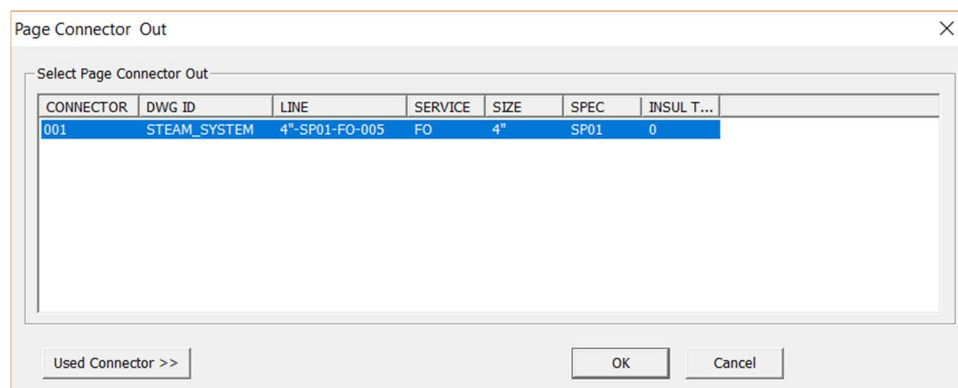 Page Connector Out
Select Page Connector Out
CONNECTOR DWG ID LINE SERVICE SIZE SPEC INSUL T...
001 STEAM_SYSTEM 4"-SP01-FO-005 FO 4" SP01 0
Used Connector >> OK Cancel